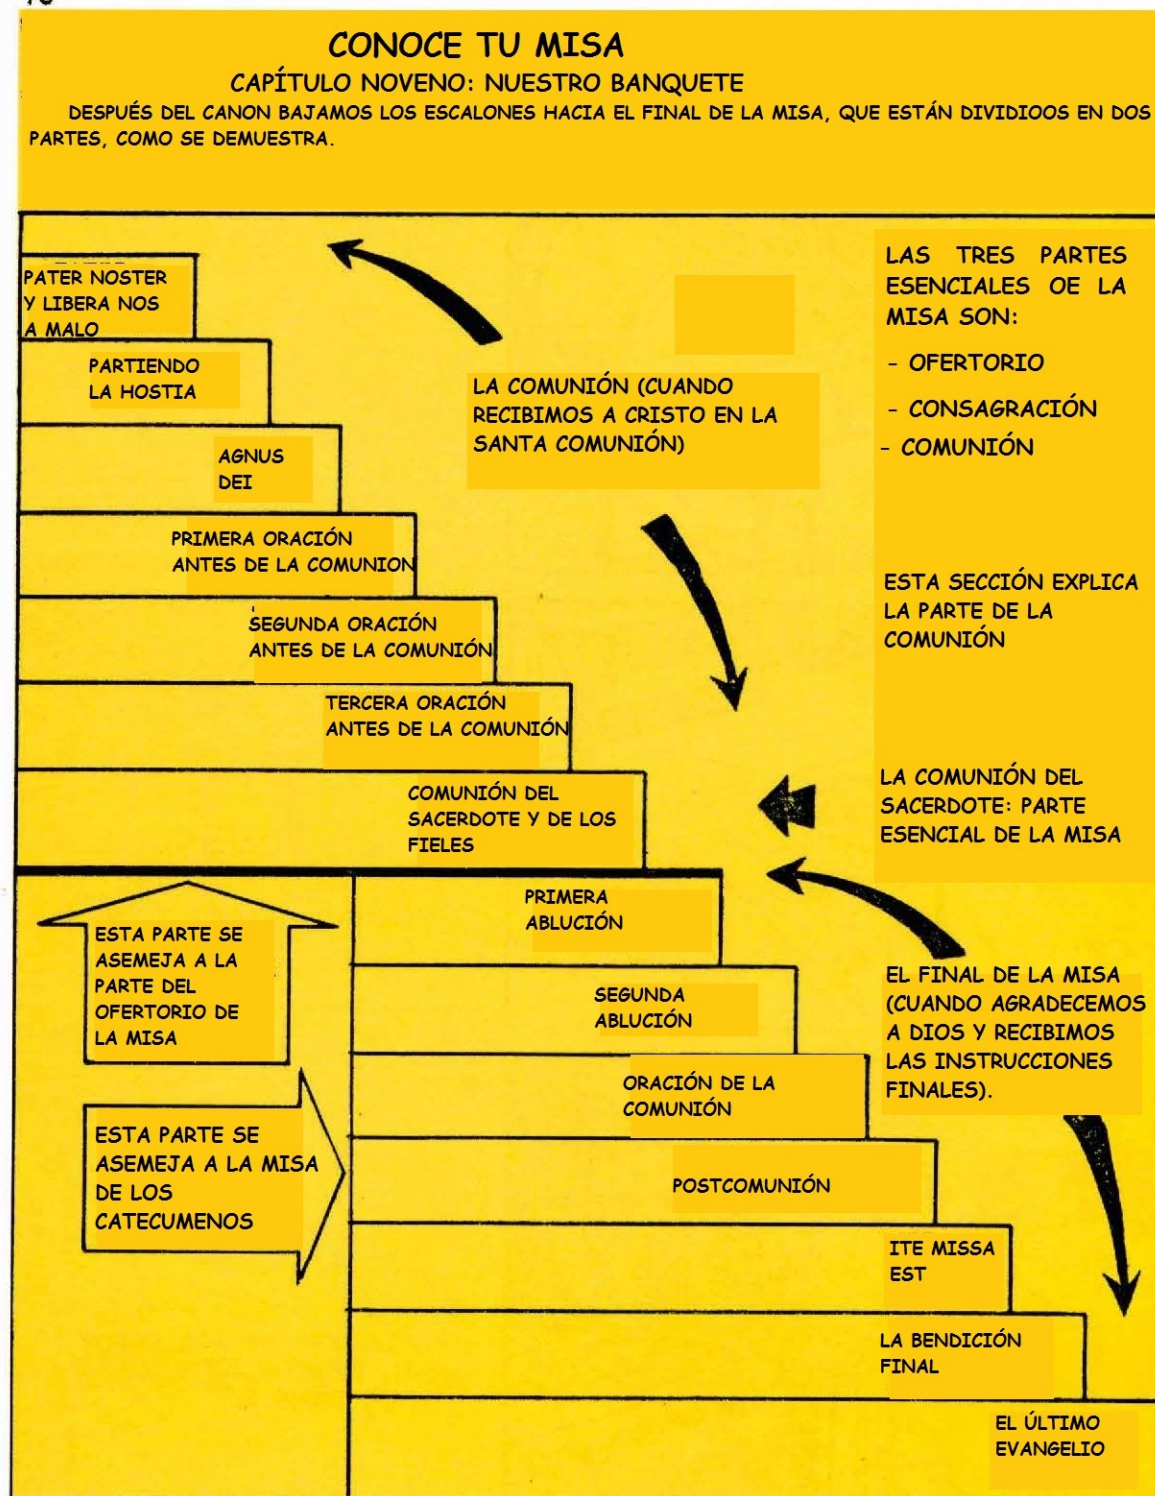 CONOCE TU MISA
CAPÍTULO NOVENO: NUESTRO BANQUETE
DESPUÉS DEL CANON BAJAMOS LOS ESCALONES HACIA EL FINAL DE LA MISA, QUE ESTÁN DIVIDIOOS EN DOS
PARTES, COMO SE DEMUESTRA.
PATER NOSTER
Y LIBERA NOS
A MALO
PARTIENDO
LA HOSTIA
AGNUS
DEI
PRIMERA ORACIÓN
ANTES DE LA COMUNION
SEGUNDA ORACIÓN
ANTES DE LA COMUNIÓN
TERCERA ORACIÓN
ANTES DE LA COMUNIÓN
COMUNIÓN DEL
SACERDOTE Y DE LOS
FIELES
LA COMUNIÓN (CUANDO
RECIBIMOS A CRISTO EN LA
SANTA COMUNIÓN)
LAS TRES PARTES
ESENCIALES OE LA
MISA SON:
- OFERTORIO
- CONSAGRACIÓN
- COMUNIÓN
ESTA SECCIÓN EXPLICA
LA PARTE DE LA
COMUNIÓN
LA COMUNIÓN DEL
SACERDOTE: PARTE
ESENCIAL DE LA MISA
ESTA PARTE SE
ASEMEJA A LA
PARTE DEL
OFERTORIO DE
LA MISA
ESTA PARTE SE
ASEMEJA A LA MISA
DE LOS
CATECUMENOS
PRIMERA
ABLUCIÓN
SEGUNDA
ABLUCIÓN
ORACIÓN DE LA
COMUNIÓN
POSTCOMUNIÓN
ITE MISSA
EST
LA BENDICIÓN
FINAL
EL ÚLTIMO
EVANGELIO
EL FINAL DE LA MISA
(CUANDO AGRADECEMOS
A DIOS Y RECIBIMOS
LAS INSTRUCCIONES
FINALES).